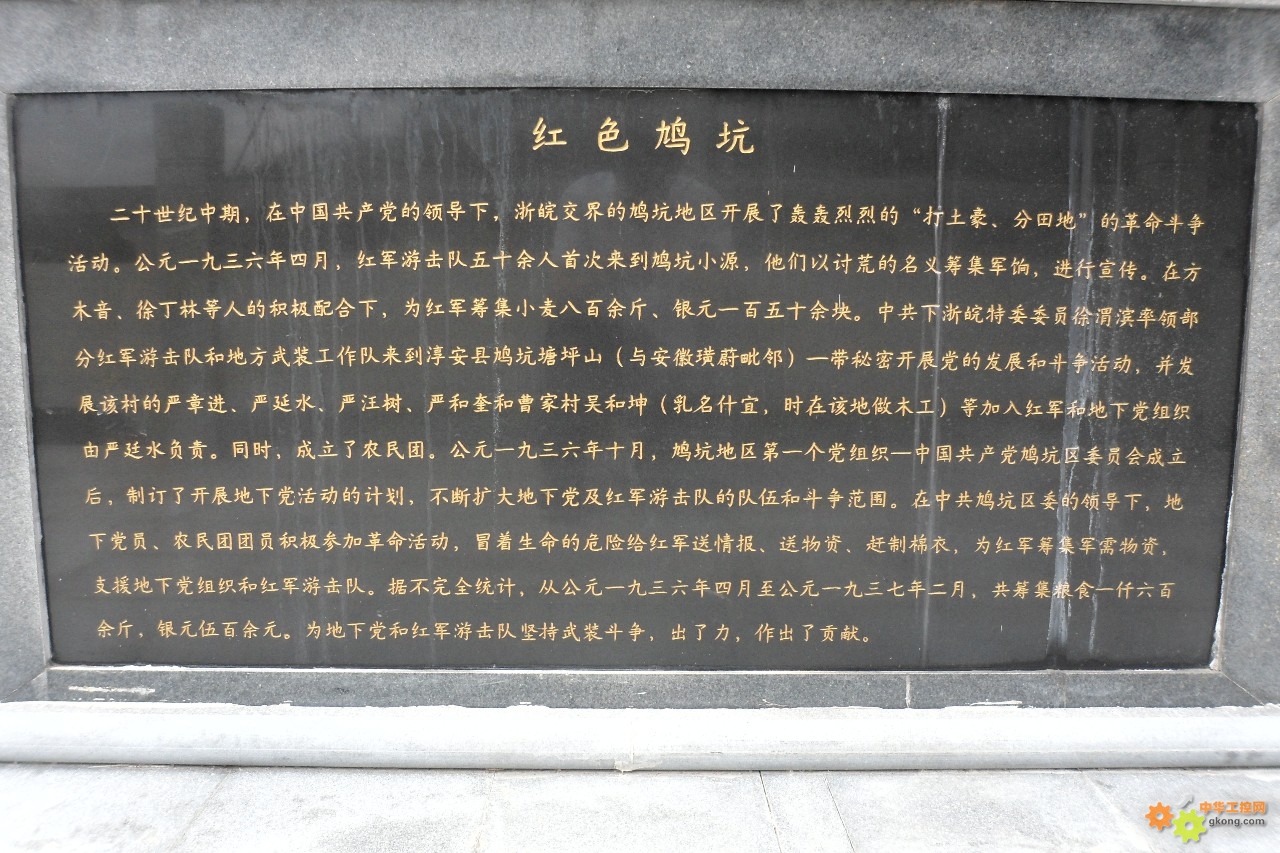 红色鸠坑
二十世纪中期，在中国共产党的领导下，浙皖交界的鸠坑地区开展了轰轰烈烈的“打土豪、分田地”的革命斗争
活动。公元一九三六年四月，红军游击队五十余人首次来到鸠坑小源，他们以讨荒的名义筹集军饷，进行宣传。在方
木音、徐丁林等人的积极配合下，为红军筹集小麦八百余斤、银元一百五十余块。中共下浙皖特委委员徐渭滨率领部
分红军游击队和地方武装工作队来到淳安县鸠坑塘坪山（与安徽璜蔚毗邻）一带秘密开展党的发展和斗争活动，并发
展该村的严章进、严延水、严汪树、严和奎和曹家村吴和坤（乳名什宜，时在该地做木工）等加入红军和地下党组织
由严廷水负责。同时、成立了农民团。公元一九三六年十月，鸠坑地区第一个党组织—中国共产党鸠坑区委员会成立
后，制订了开展地下党活动的计划，不断扩大地下党及红军游击队的队伍和斗争范围。在中共鸠坑区委的领导下，地
下党员、农民团团员积极参加革命活动，冒着生命的危险给红军送情报、送物资、赶制棉衣，为红军筹集军需物资，
支援地下党组织和红军游击队。据不完全统计，从公元一九三六年四月至公元一九三七年二月，共筹集粮食一仟六百
余斤，银元伍百余元。为地下党和红军游击队坚持武装斗争，出了力，作出了贡献。
中华工控网
gkong.com